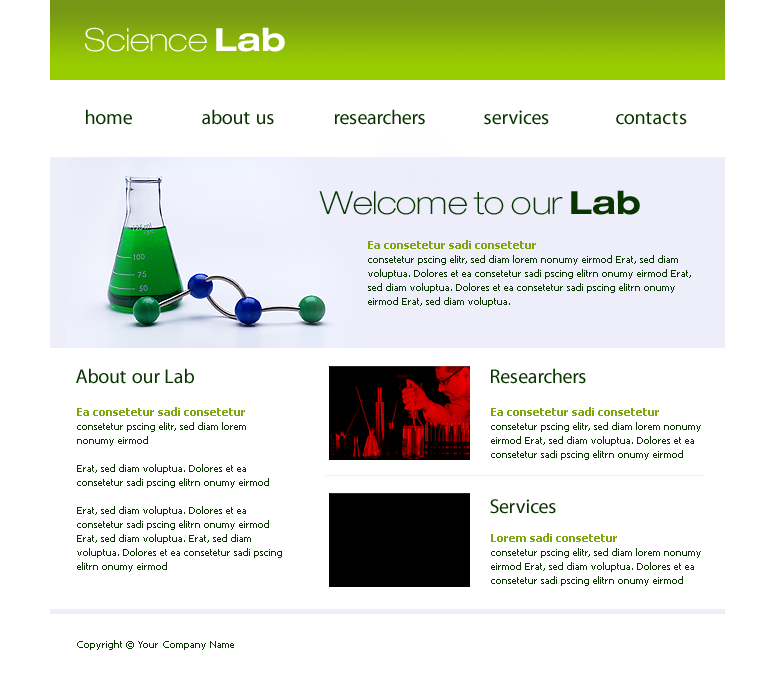 Science Lab
home about us researchers services contacts
Welcome to our Lab
Ea consetetur sadi consetetur
consetetur pscing elitr, sed diam lorem nonumy eirmod Erat, sed diam
voluptua. Dolores et ea consetetur sadi pscing elitrn onumy eirmod Erat,
sed diam voluptua. Dolores et ea consetetur sadi pscing elitrn onumy
eirmod Erat, sed diam voluptua.
100
75
50
About our Lab
Ea consetetur sadi consetetur
consetetur pscing elitr, sed diam lorem
nonumy eirmod
Erat, sed diam voluptua. Dolores et ea
consetetur sadi pscing elitrn onumy eirmod
Erat, sed diam voluptua. Dolores et ea
consetetur sadi pscing elitrn onumy eirmod
Erat, sed diam voluptua. Erat, sed diam
voluptua. Dolores et ea consetetur sadi pscing
elitrn onumy eirmod
Researchers
Ea consetetur sadi consetetur
consetetur pscing elitr, sed diam lorem nonumy
eirmod Erat, sed diam voluptua. Dolores et ea
consetetur sadi pscing elitrn onumy eirmod
Services
Lorem sadi consetetur
consetetur pscing elitr, sed diam lorem nonumy
eirmod Erat, sed diam voluptua. Dolores et ea
consetetur sadi pscing elitrn onumy eirmod
Copyright © Your Company Name